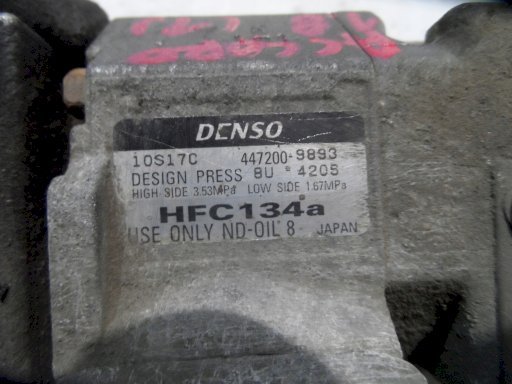 DENSO
10S17C 447200-9893
DESIGN PRESS 8U 4205
HIGH SIDE 3.53MPa LOW SIDE 1.67MPa
HFC134a
USE ONLY ND-OIL 8 JAPAN